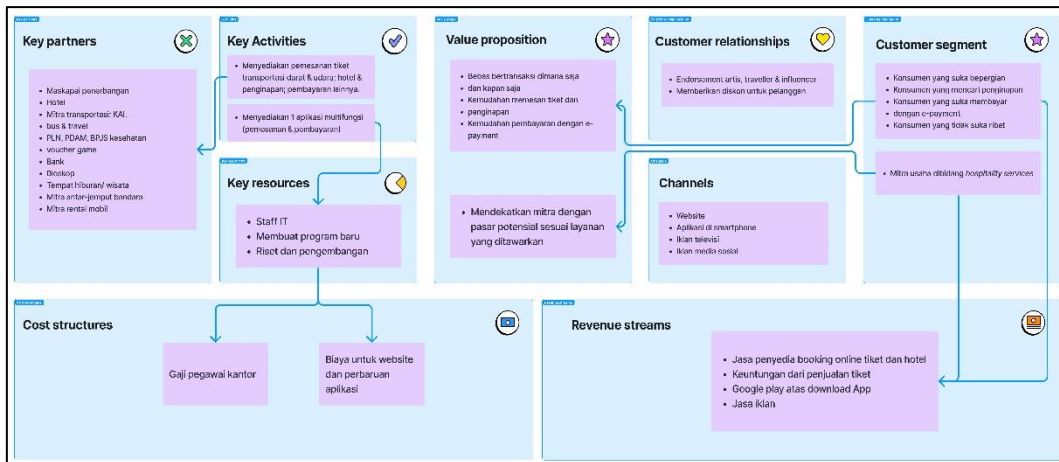 Key partners
Maskapai penerbangan
Hotel
Mitra transportasi: KAI,
bus & travel
PLN, PDAM, BPJS kesehatan
voucher game
Bank
Bioskop
Tempat hiburan/ wisata
Mitra antar-jemput bandara
Mitra rental mobil
Key Activities
Menyediakan pemesanan tiket
transportasi darat & udara; hotel &
penginapan; pembayaran lainnya.
Menyediakan 1 aplikasi multifungsi
(pemosanan & pembayaran)
Key resources
Staff IT
Membuat program baru
Riset dan pengembangan
Value proposition
Bebas bertransaksi dimana saja
dan kapan saja
Kemudahan memesan tiket dan
penginapan
Kemudahan pembayaran dengan e-
payment
Mendekatkan mitra dengan
pasar potensial sesuai layanan
yang ditawarkan
Customer relationships
Endorsement artis, traveller & influencer
Memberikan diskon untuk pelanggan
Channels
Website
Aplikasi di smartphone
Iklan televisi
Iklan media sosial
Customer segment
Konsumen yang suka bepergian
Konsumen yang mencari penginapan
Konsumen yang suka membayar
dengan e-payment
Konsumen yang tidak suka ribet
Mitra usaha dibidang hospitality services
Cost structures
Gaji pegawai kantor
Biaya untuk website
dan perbaruan
aplikasi
Revenue streams
Jasa penyedia booking online tiket dan hotel
Keuntungan dari penjualan tiket
Google play atas download App
Jasa iklan